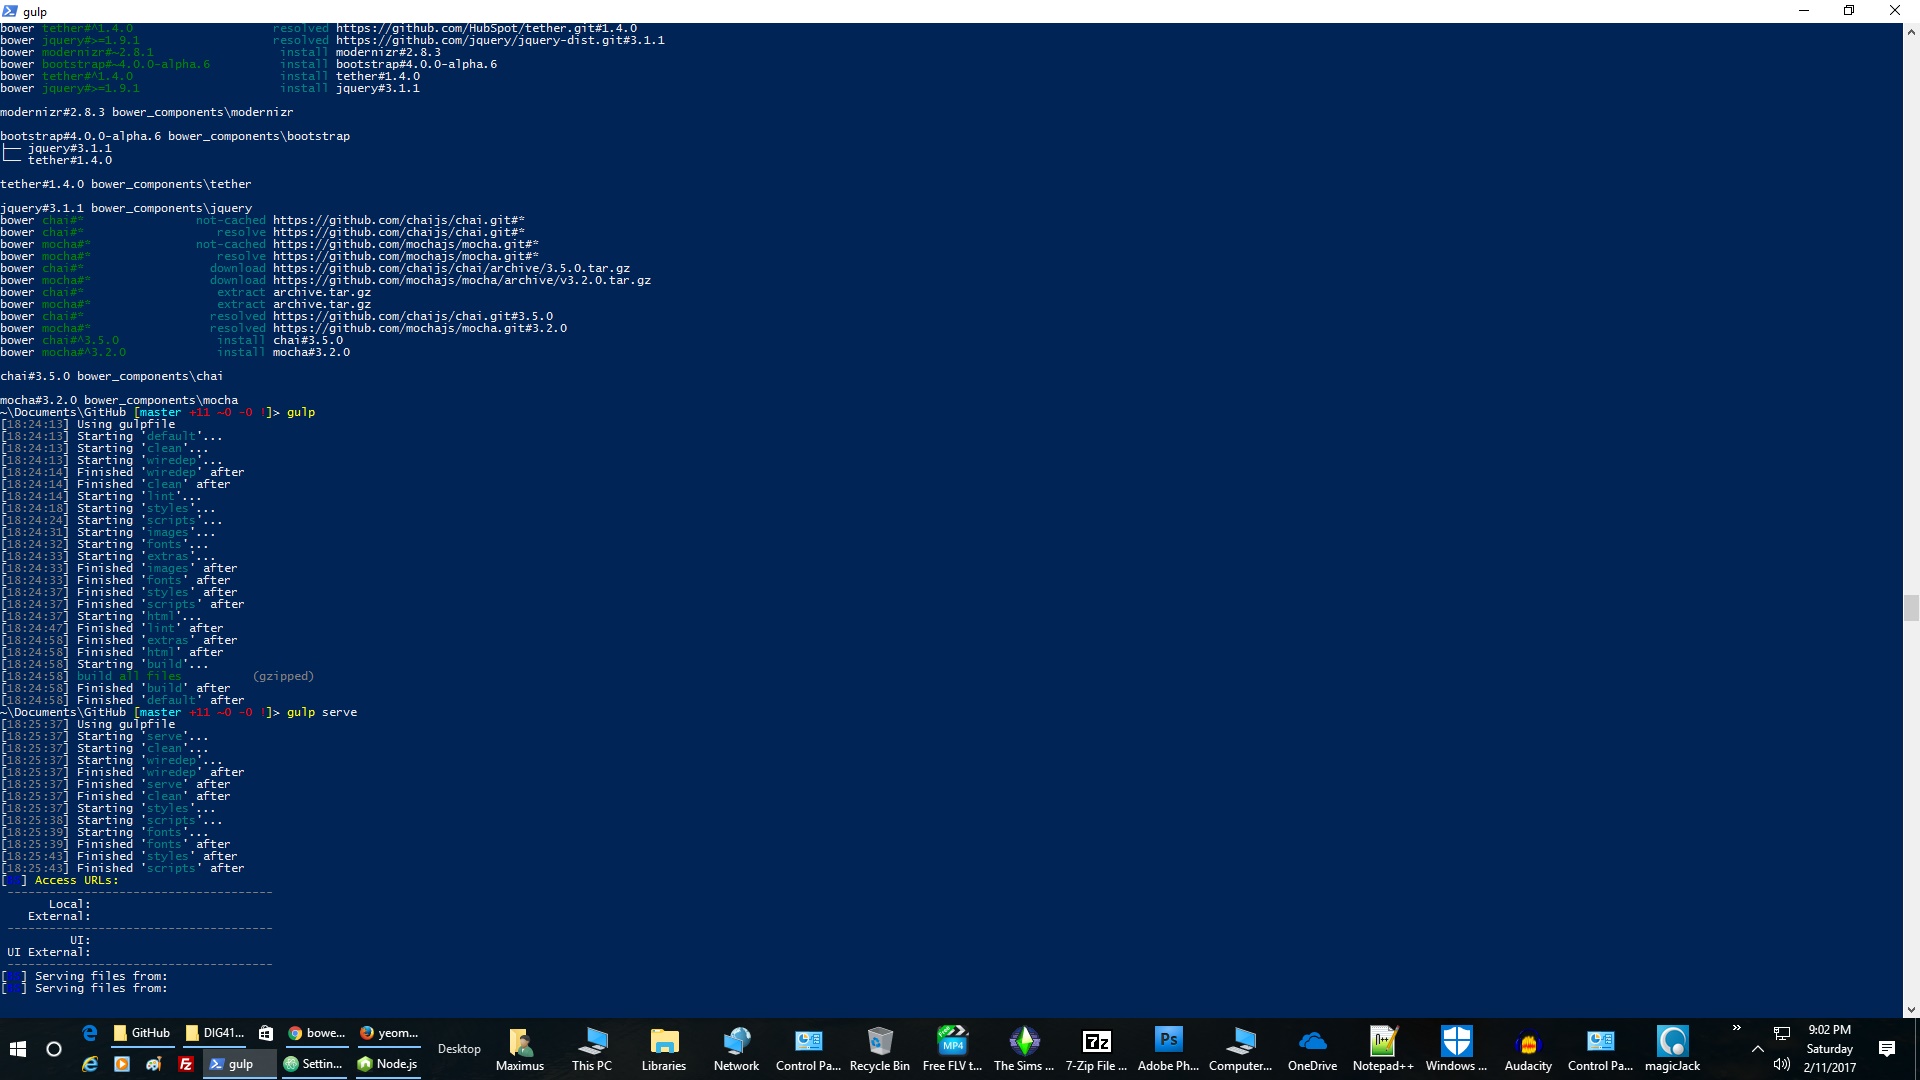 gulp
bower tether#^1.4.0 resolved https://github.com/HubSpot/tether.git#1.4.0
bower jquery#>=1.9.1 resolved https://github.com/jquery/jquery-dist.git#3.1.1
bower modernizr#~2.8.1 install modernizr#2.8.3
bower bootstrap#~4.0.0-alpha.6 install bootstrap#4.0.0-alpha.6
bower tether#^1.4.0 install tether#1.4.0
bower jquery#>=1.9.1 install jquery#3.1.1
modernizr#2.8.3 bower_components\modernizr
bootstrap#4.0.0-alpha.6 bower_components\bootstrap
├── jquery#3.1.1
└── tether#1.4.0
tether#1.4.0 bower_components\tether
jquery#3.1.1 bower_components\jquery
bower chai#* not-cached https://github.com/chaijs/chai.git#*
bower chai#* resolve https://github.com/chaijs/chai.git#*
bower mocha#* not-cached https://github.com/mochajs/mocha.git#*
bower mocha#* resolve https://github.com/mochajs/mocha.git#*
bower chai#* download https://github.com/chaijs/chai/archive/3.5.0.tar.gz
bower mocha#* download https://github.com/mochajs/mocha/archive/v3.2.0.tar.gz
bower chai#* extract archive.tar.gz
bower mocha#* extract archive.tar.gz
bower chai#* resolved https://github.com/chaijs/chai.git#3.5.0
bower mocha#* resolved https://github.com/mochajs/mocha.git#3.2.0
bower chai#^3.5.0 install chai#3.5.0
bower mocha#^3.2.0 install mocha#3.2.0
chai#3.5.0 bower_components\chai
mocha#3.2.0 bower_components\mocha
~\Documents\GitHub [master +11 ~0 -0 !]> gulp
[18:24:13] Using gulpfile
[18:24:13] Starting 'default'...
[18:24:13] Starting 'clean'...
[18:24:13] Starting 'wiredep'...
[18:24:14] Finished 'wiredep' after
[18:24:14] Finished 'clean' after
[18:24:14] Starting 'lint'...
[18:24:18] Starting 'styles'...
[18:24:24] Starting 'scripts'...
[18:24:31] Starting 'images'...
[18:24:32] Starting 'fonts'...
[18:24:33] Starting 'extras'...
[18:24:33] Finished 'images' after
[18:24:33] Finished 'fonts' after
[18:24:37] Finished 'styles' after
[18:24:37] Finished 'scripts' after
[18:24:37] Starting 'html'...
[18:24:47] Finished 'lint' after
[18:24:58] Finished 'extras' after
[18:24:58] Finished 'html' after
[18:24:58] Starting 'build'...
[18:24:58] build all files (gzipped)
[18:24:58] Finished 'build' after
[18:24:58] Finished 'default' after
~\Documents\GitHub [master +11 ~0 -0 !]> gulp serve
[18:25:37] Using gulpfile
[18:25:37] Starting 'serve'...
[18:25:37] Starting 'clean'...
[18:25:37] Starting 'wiredep'...
[18:25:37] Finished 'wiredep' after
[18:25:37] Finished 'serve' after
[18:25:37] Finished 'clean' after
[18:25:37] Starting 'styles'...
[18:25:38] Starting 'scripts'...
[18:25:39] Starting 'fonts'...
[18:25:39] Finished 'fonts' after
[18:25:43] Finished 'styles' after
[18:25:43] Finished 'scripts' after
[ ] Access URLs:
--------------------------------------
Local:
External:
--------------------------------------
UI:
UI External:
--------------------------------------
[ ] Serving files from:
[ ] Serving files from:
GitHub DIG41... bowe... yeom...
gulp Settin... Node.js
Desktop
Maximus This PC Libraries Network Control Pa... Recycle Bin Free FLV t... The Sims ... 7-Zip File ... Adobe Ph... Computer... OneDrive Notepad++ Windows ... Audacity Control Pa... magicJack
9:02 PM
Saturday
2/11/2017